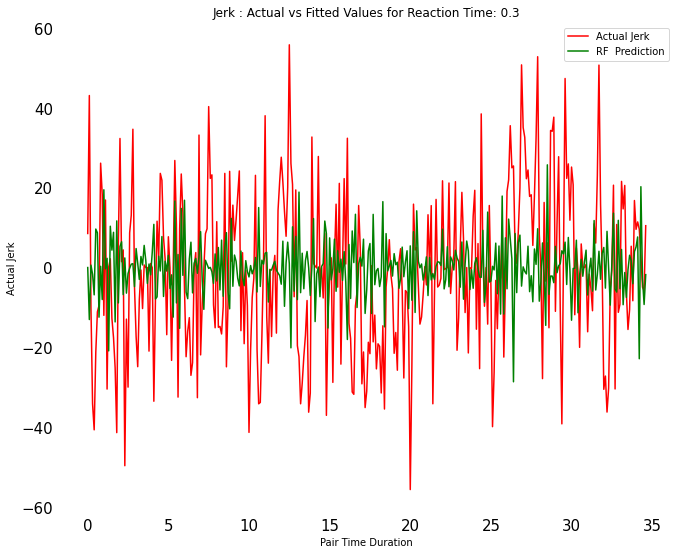 Jerk : Actual vs Fitted Values for Reaction Time: 0.3
Actual Jerk
RF Prediction
60
40
20
0
−20
−40
−60
Actual Jerk
0 5 10 15 20 25 30 35
Pair Time Duration